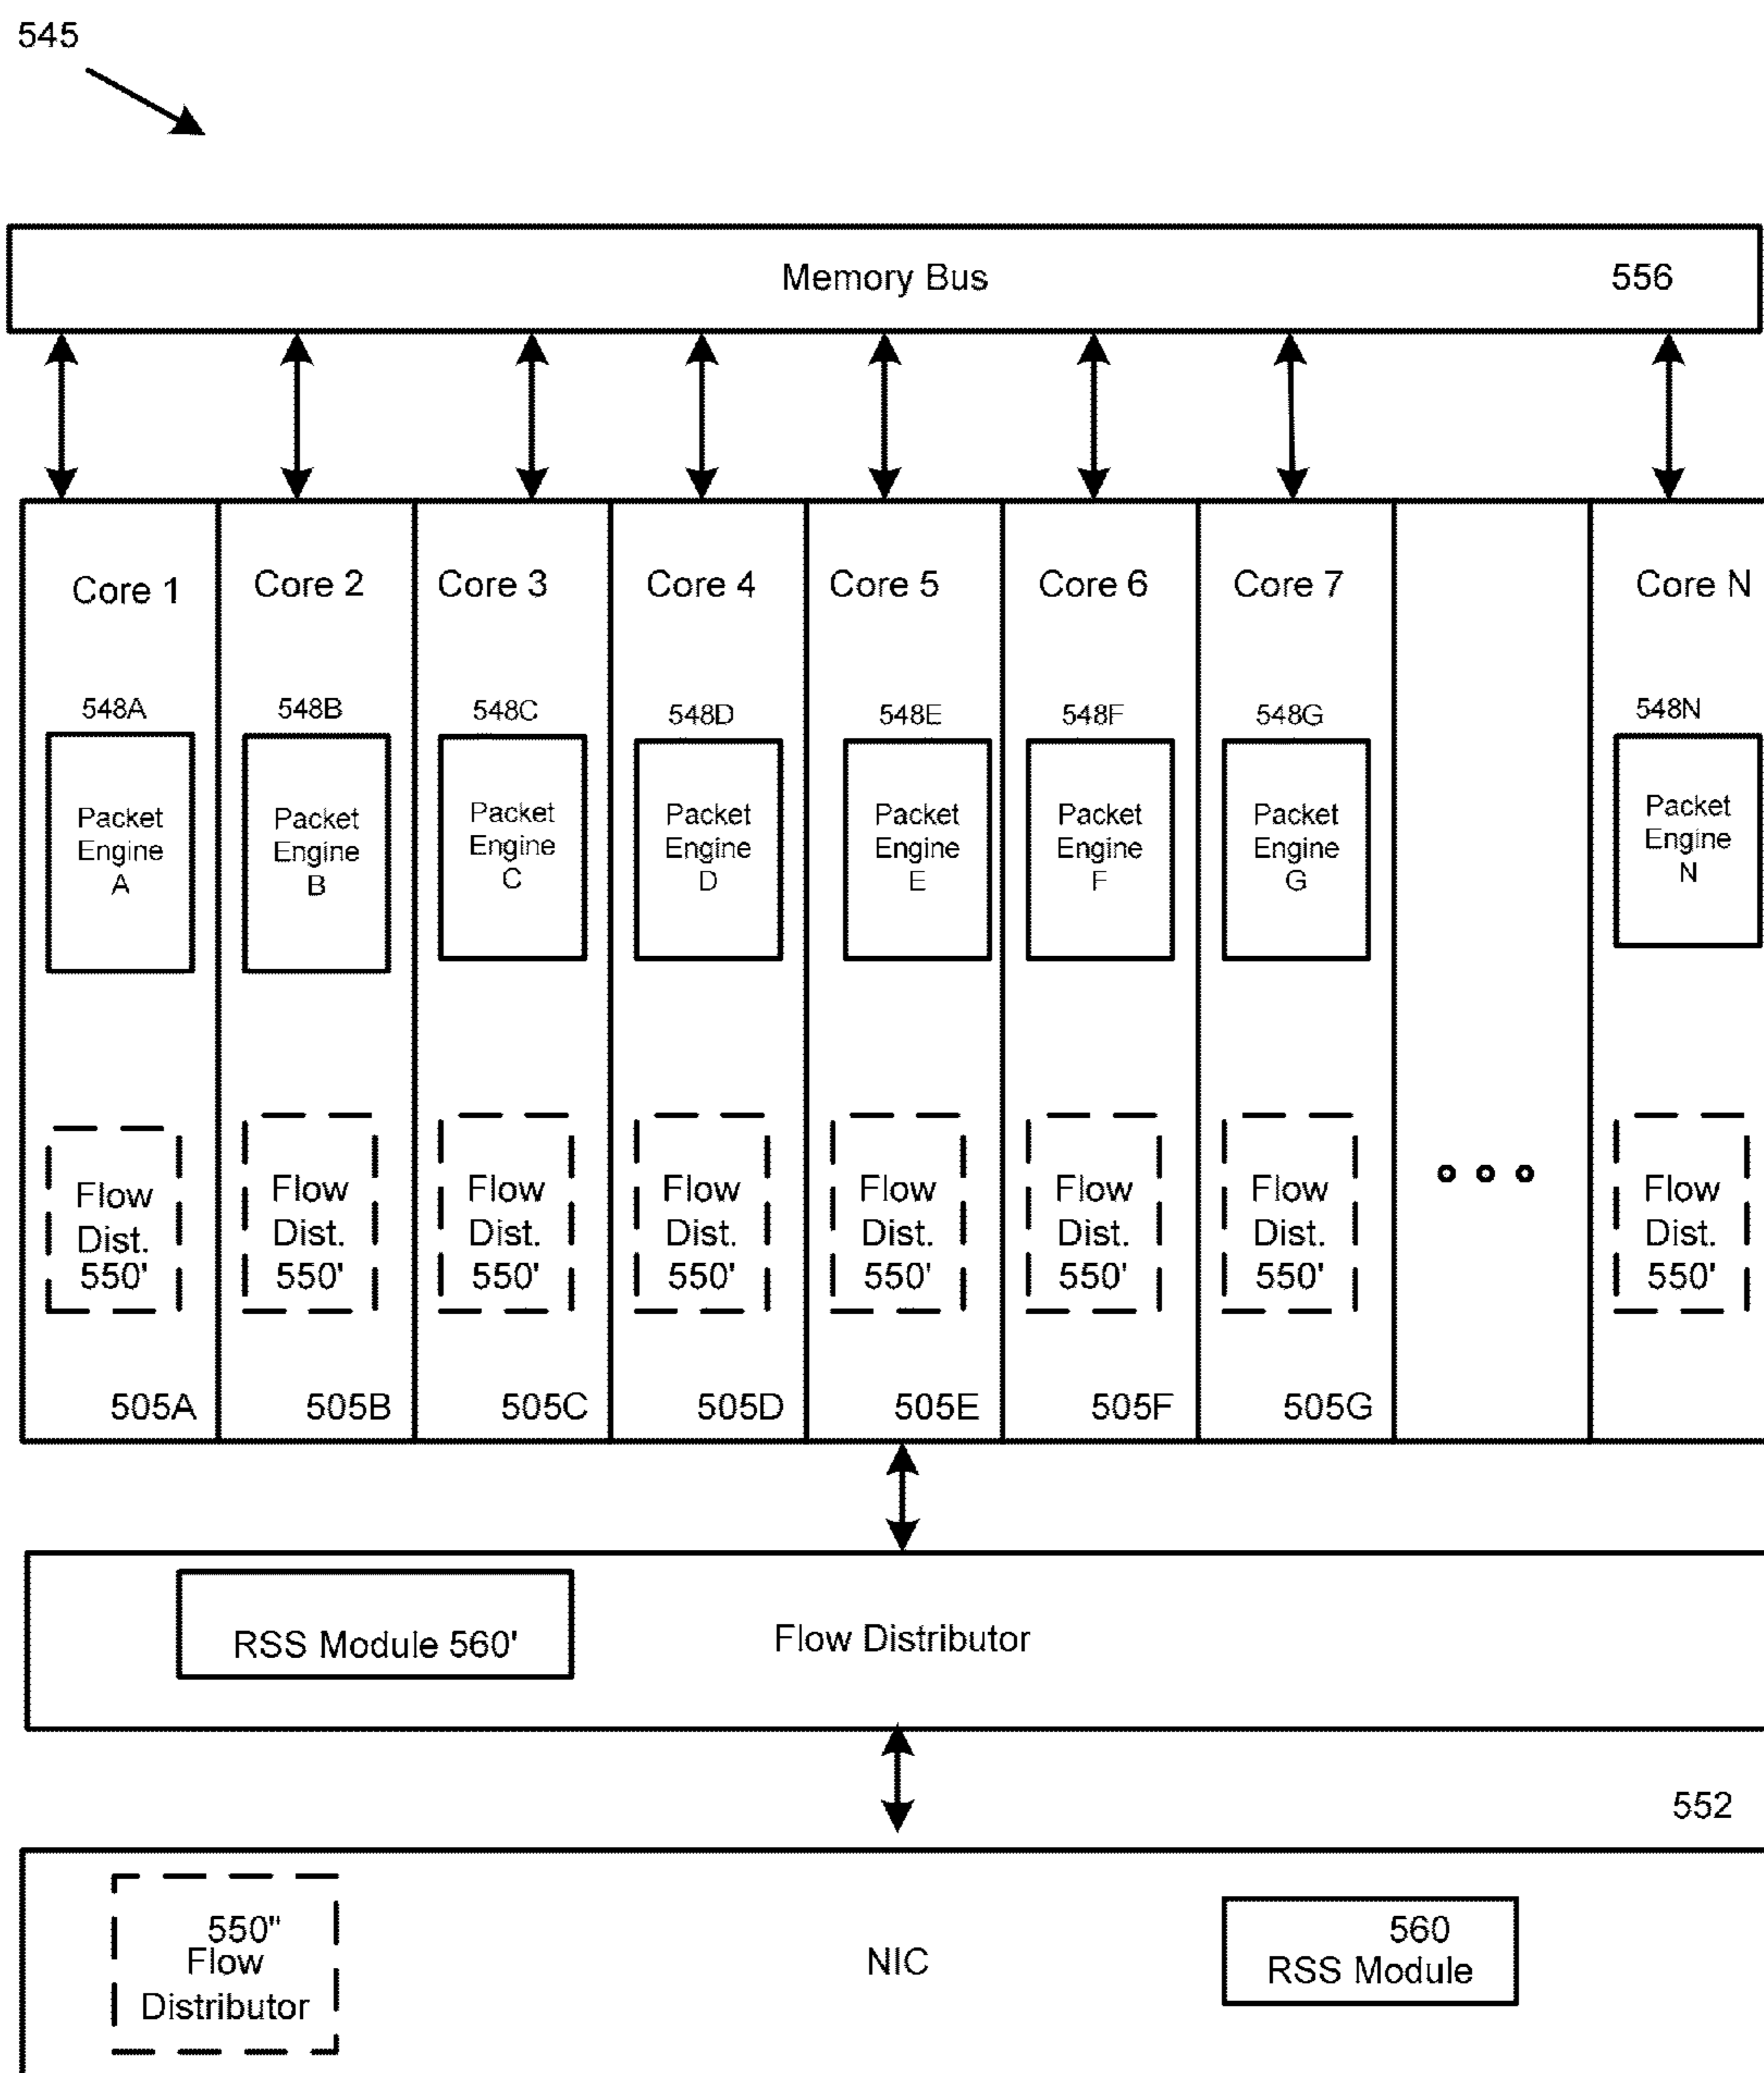 545
Memory Bus 556
Core 1 Core 2 Core 3 Core 4 Core 5 Core 6 Core 7 Core N
548A 548B 548C 548D 548E 548F 548G 548N
Packet Engine A
Packet Engine B
Packet Engine C
Packet Engine D
Packet Engine E
Packet Engine F
Packet Engine G
Packet Engine N
Flow Dist. 550'
Flow Dist. 550'
Flow Dist. 550'
Flow Dist. 550'
Flow Dist. 550'
Flow Dist. 550'
Flow Dist. 550'
Flow Dist. 550'
505A 505B 505C 505D 505E 505F 505G
RSS Module 560' Flow Distributor
552
550"
Flow
Distributor
NIC
560
RSS Module